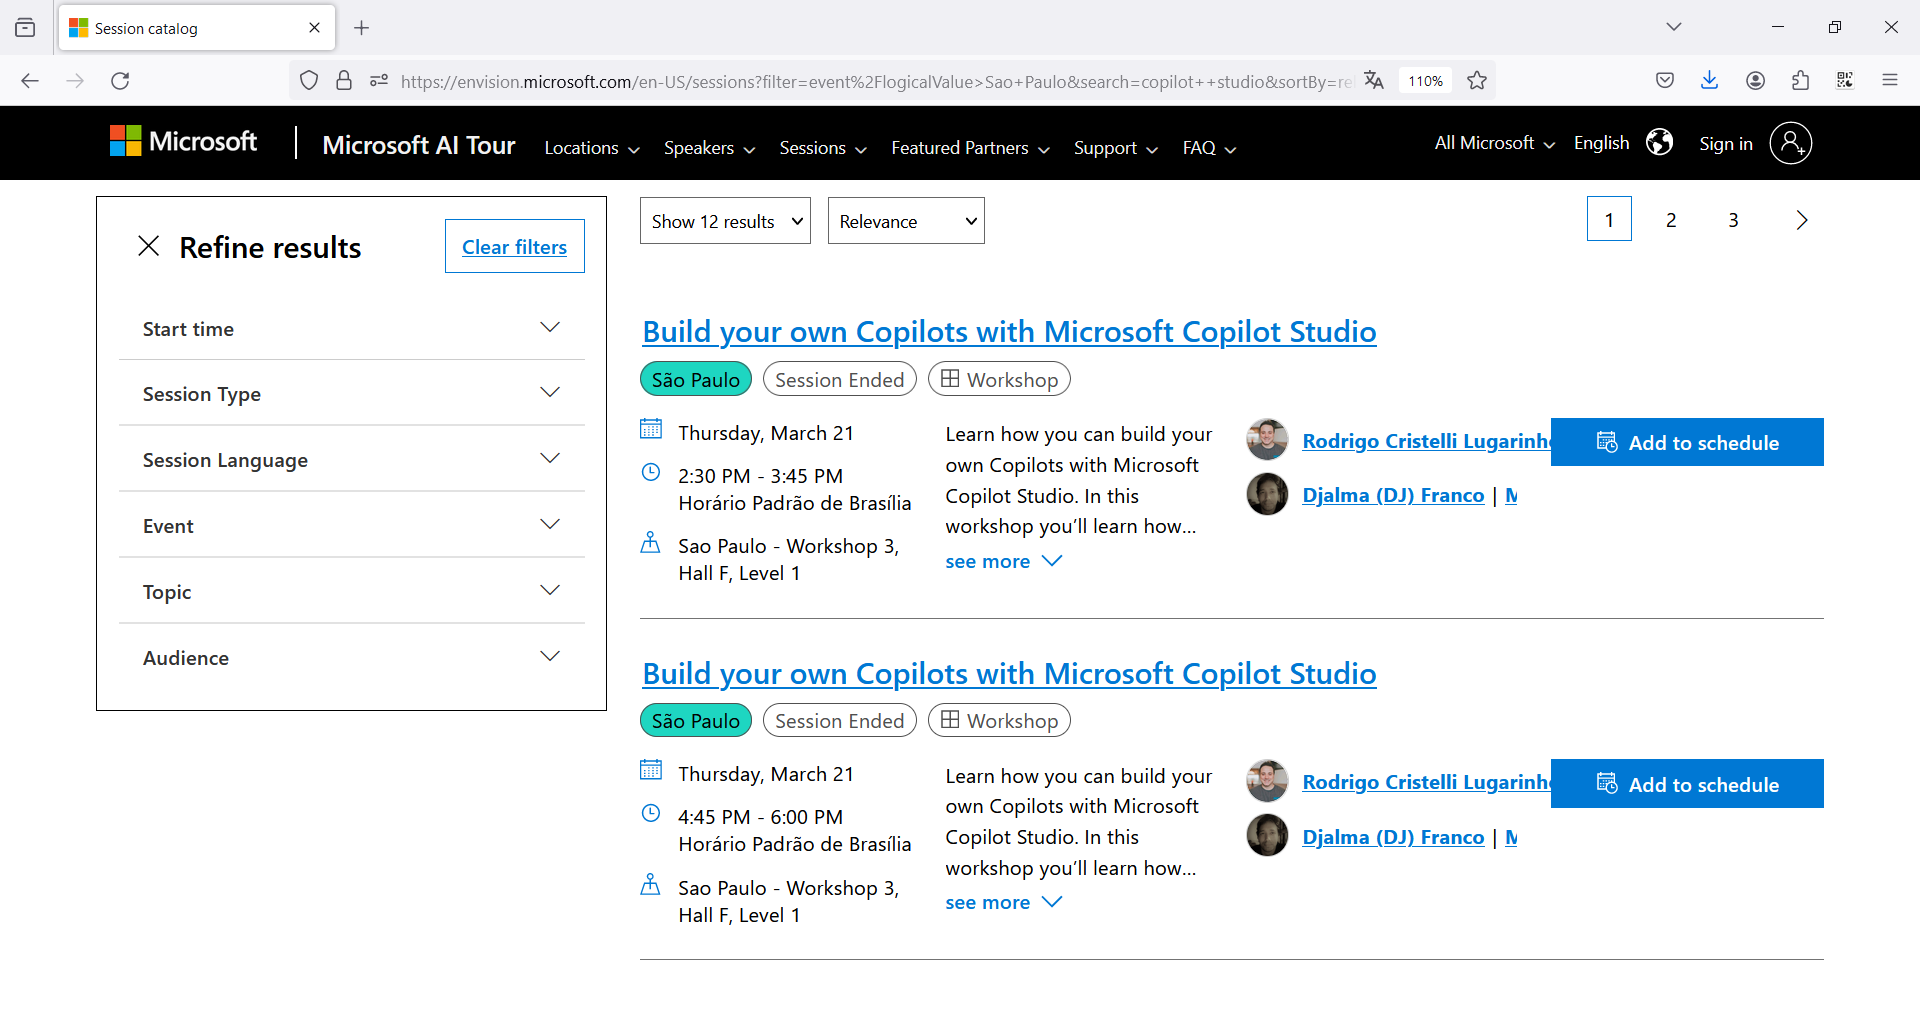 Session catalog
https://envision.microsoft.com/en-US/sessions?filter=event%2FlogicalValue>Sao+Paulo&search=copilot++studio&sortBy=re
110%
Microsoft
Microsoft AI Tour
Locations
Speakers
Sessions
Featured Partners
Support
FAQ
All Microsoft
English
Sign in
Refine results
Clear filters
Start time
Session Type
Session Language
Event
Topic
Audience
Show 12 results
Relevance
1 2 3
Build your own Copilots with Microsoft Copilot Studio
São Paulo
Session Ended
Workshop
Thursday, March 21
2:30 PM - 3:45 PM
Horário Padrão de Brasília
Sao Paulo - Workshop 3,
Hall F, Level 1
Learn how you can build your
own Copilots with Microsoft
Copilot Studio. In this
workshop you’ll learn how...
see more
Rodrigo Cristelli Lugarinh
Djalma (DJ) Franco | M
Add to schedule
Build your own Copilots with Microsoft Copilot Studio
São Paulo
Session Ended
Workshop
Thursday, March 21
4:45 PM - 6:00 PM
Horário Padrão de Brasília
Sao Paulo - Workshop 3,
Hall F, Level 1
Learn how you can build your
own Copilots with Microsoft
Copilot Studio. In this
workshop you’ll learn how...
see more
Rodrigo Cristelli Lugarinh
Djalma (DJ) Franco | M
Add to schedule